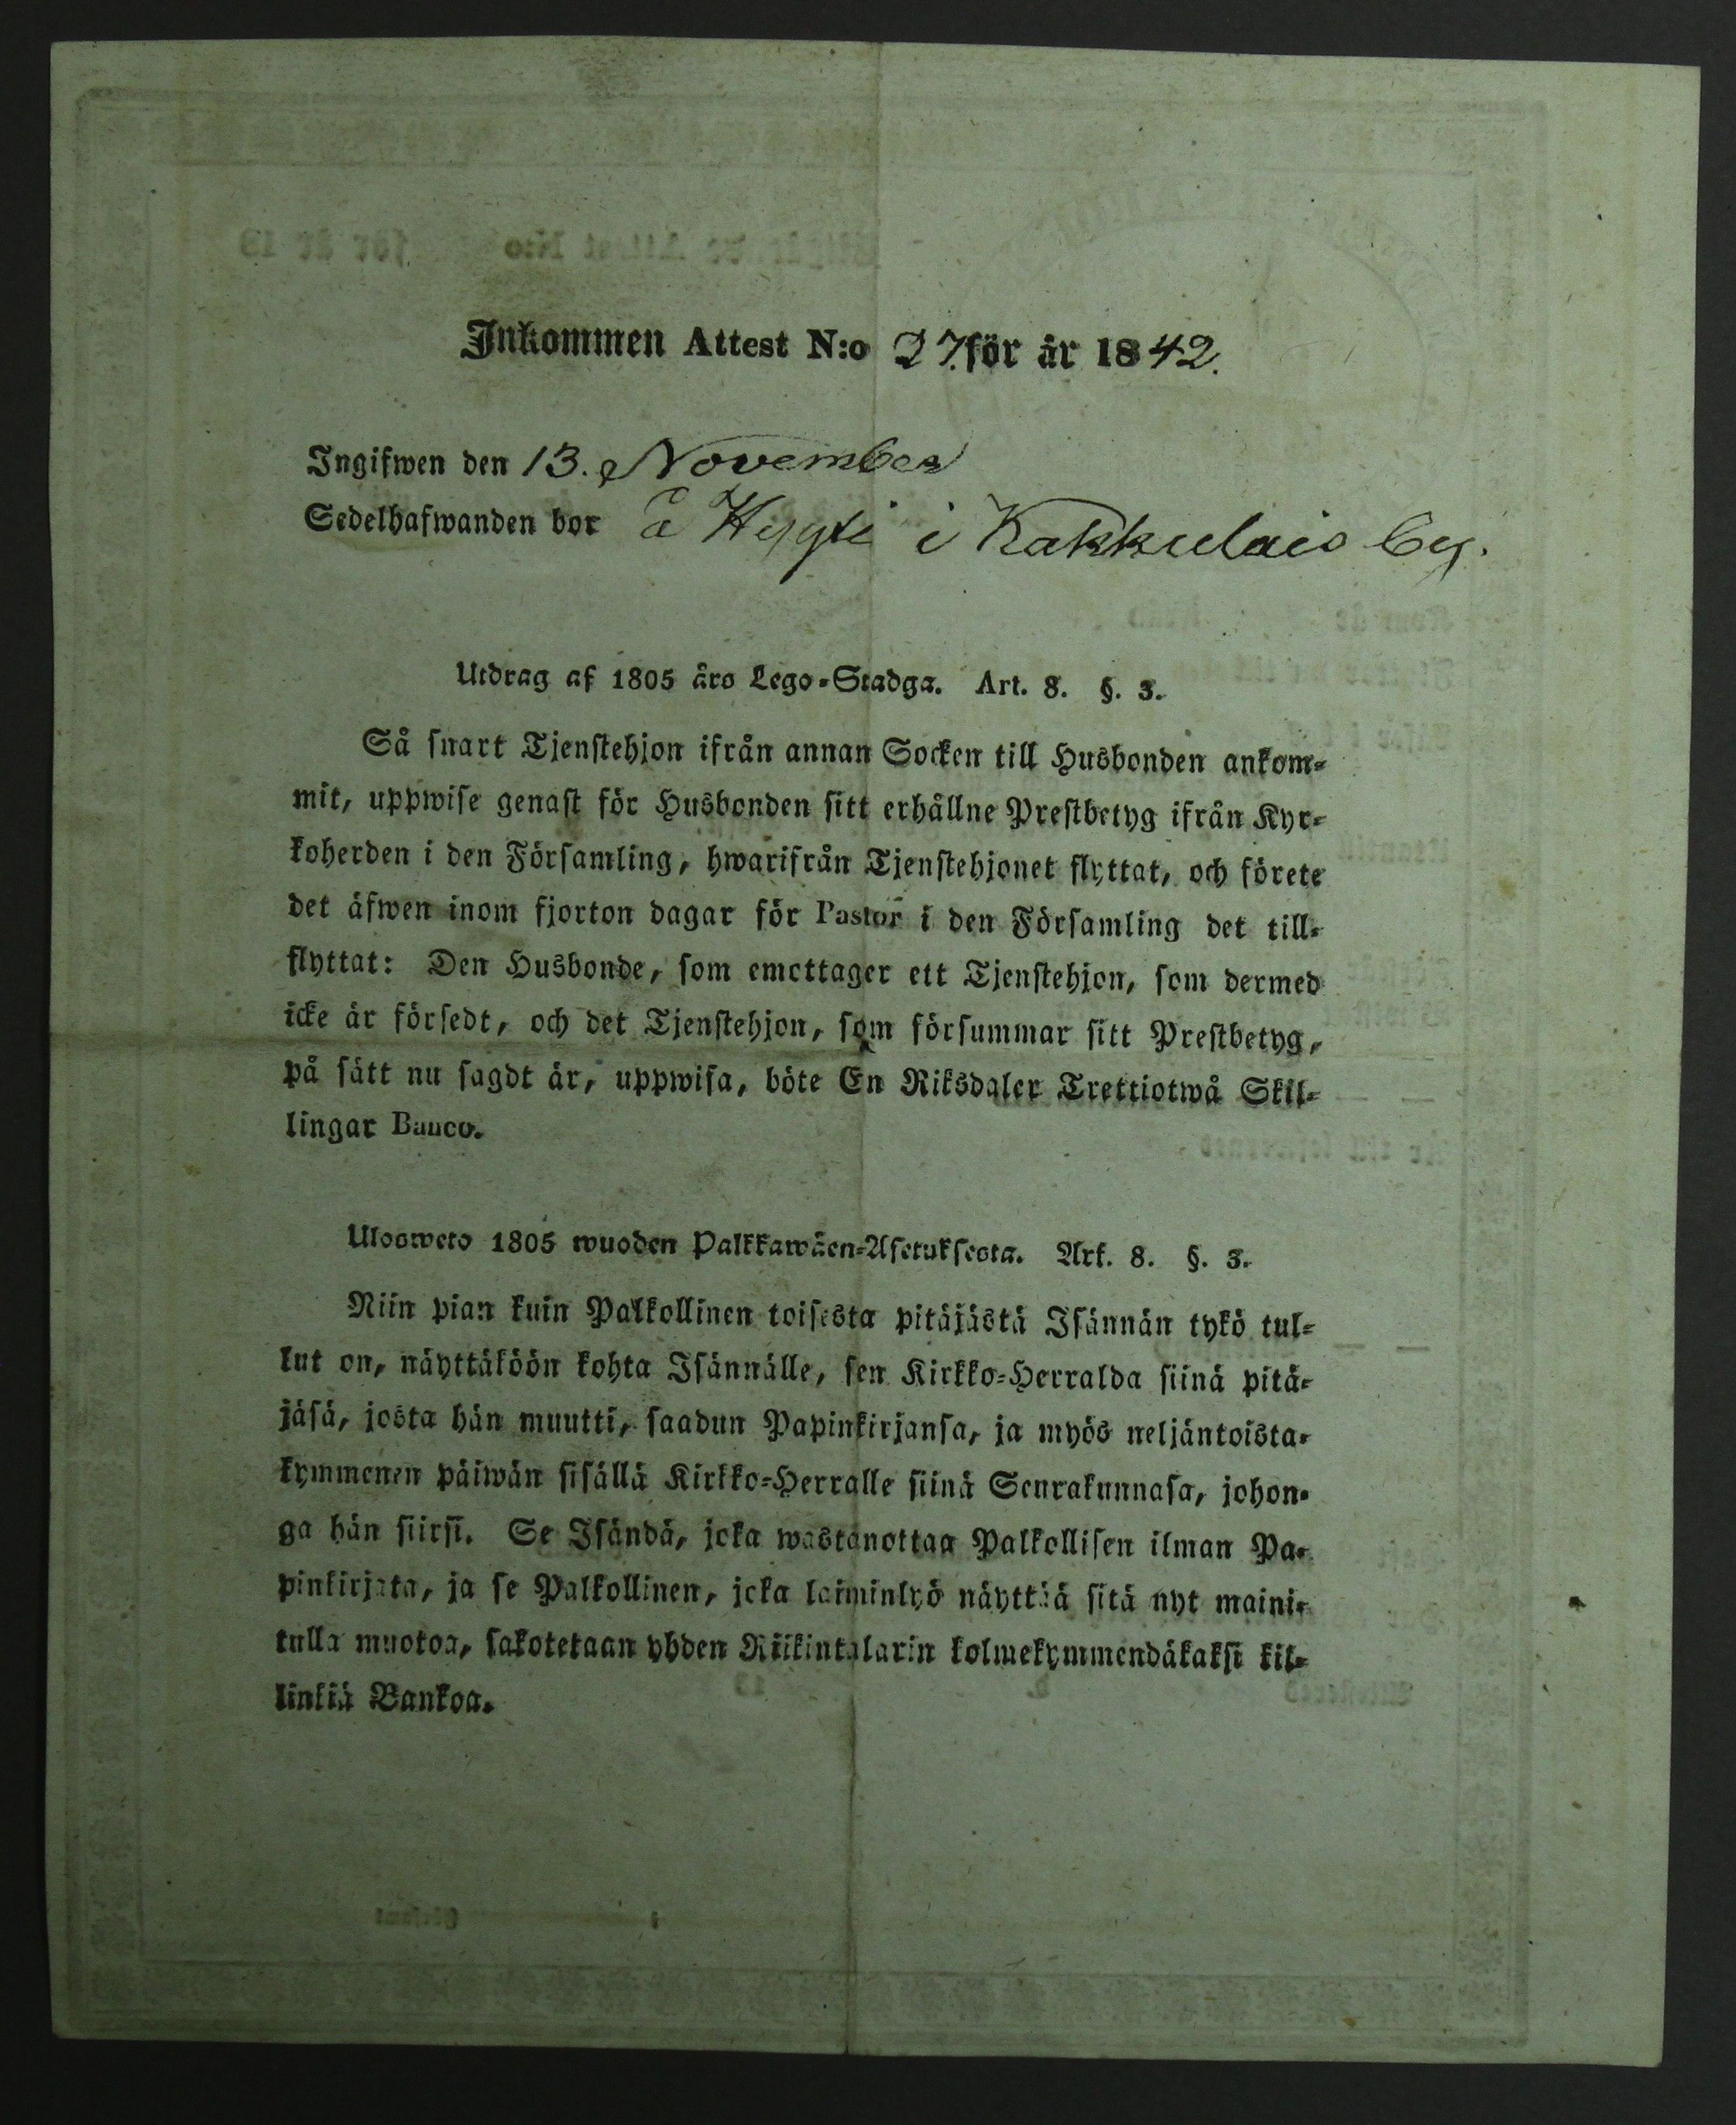 Inkommen Attest N:o 27. för år 1842.
Ingifwen den 13. November
Sedelhafwanden bor å Hyyti i Kakkulais by.
Utdrag af 1805 års Lego-Stadga. Art. 8. §. 3.
Så snart Tjenstehjon ifrån annan Socken till Husbonden ankom-
mit, uppwise genast för Husbonden sitt erhållne Prestbetyg ifrån Kyr-
koherden i den Församling, hwarifrån Tjenstehjonet flyttat, och förete
det äfwen inom fjorton dagar för Pastor i den Församling det till-
flyttat: Den Husbonde, som emottager ett Tjenstehjon, som dermed
icke är försedt, och det Tjenstehjon, som försummar sitt Prestbetyg,
på sätt nu sagdt är, uppwisa, böte En Riksdaler Trettiotwå Skil-
lingar Banco.
Ulosweto 1805 wuoden Palkkawäen-Asetuksesta. Art. 8. §. 3.
Niin pian kuin Palkollinen toisesta pitäjästä Isännän tykö tul-
lut on, näyttäköön kohta Isännälle, sen Kirkko-Herralda siinä pitä-
jäsä, josta hän muutti, saadun Papinkirjansa, ja myös neljäntoista-
kymmenen päiwän sisällä Kirkko-Herralle siinä Seurakunnasa, johon-
ga hän siirsi. Se Isändä, joka wastanottaa Palkollisen ilman Pa-
pinkirjata, ja se Palkollinen, joka laiminlyö näyttää sitä nyt maini-
tulla muotoa, sakotetaan yhden Riikintalarin kolmekymmendäkaksi kil-
linkiä Bankoa.